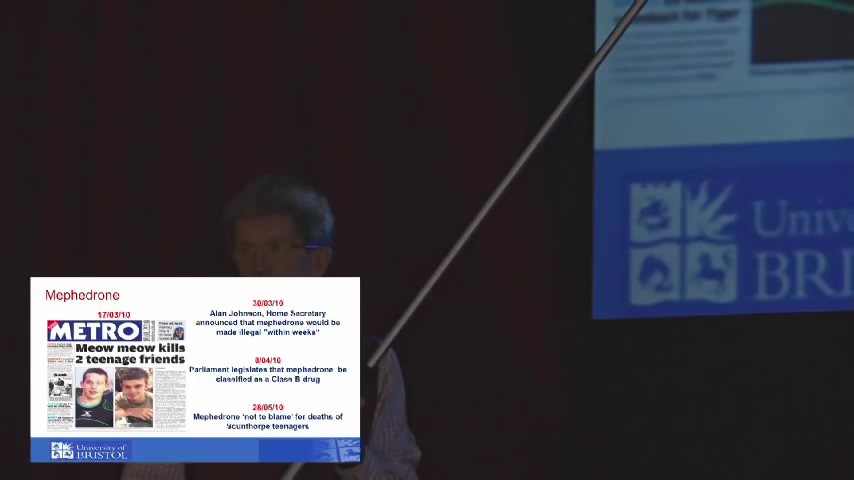 for Tiger
Univ
BRI
Mephedrone
17/03/10
METRO
Meow meow kills
2 teenage friends
30/03/10
Alan Johnson, Home Secretary
announced that mephedrone would be
made illegal "within weeks"
8/04/10
Parliament legislates that mephedrone be
classified as a Class B drug
28/05/10
Mephedrone 'not to blame' for deaths of
Scunthorpe teenagers
University of
BRISTOL